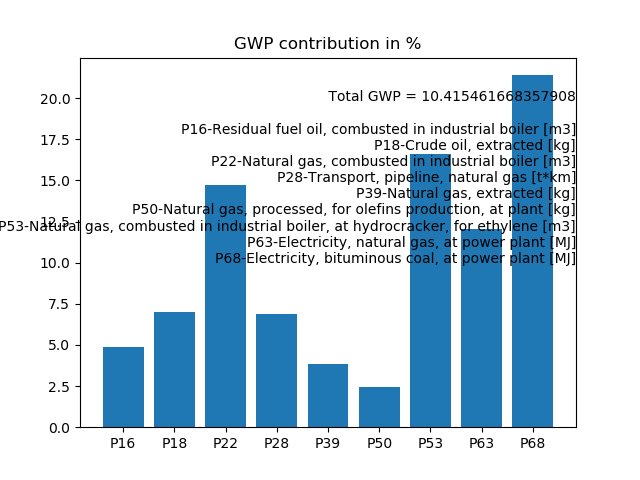 GWP contribution in %
Total GWP = 10.415461668357908
P16-Residual fuel oil, combusted in industrial boiler [m3]
P18-Crude oil, extracted [kg]
P22-Natural gas, combusted in industrial boiler [m3]
P28-Transport, pipeline, natural gas [t*km]
P39-Natural gas, extracted [kg]
P50-Natural gas, processed, for olefins production, at plant [kg]
P53-Natural gas, combusted in industrial boiler, at hydrocracker, for ethylene [m3]
P63-Electricity, natural gas, at power plant [MJ]
P68-Electricity, bituminous coal, at power plant [MJ]
20.0
17.5
15.0
12.5
10.0
7.5
5.0
2.5
0.0
P16 P18 P22 P28 P39 P50 P53 P63 P68